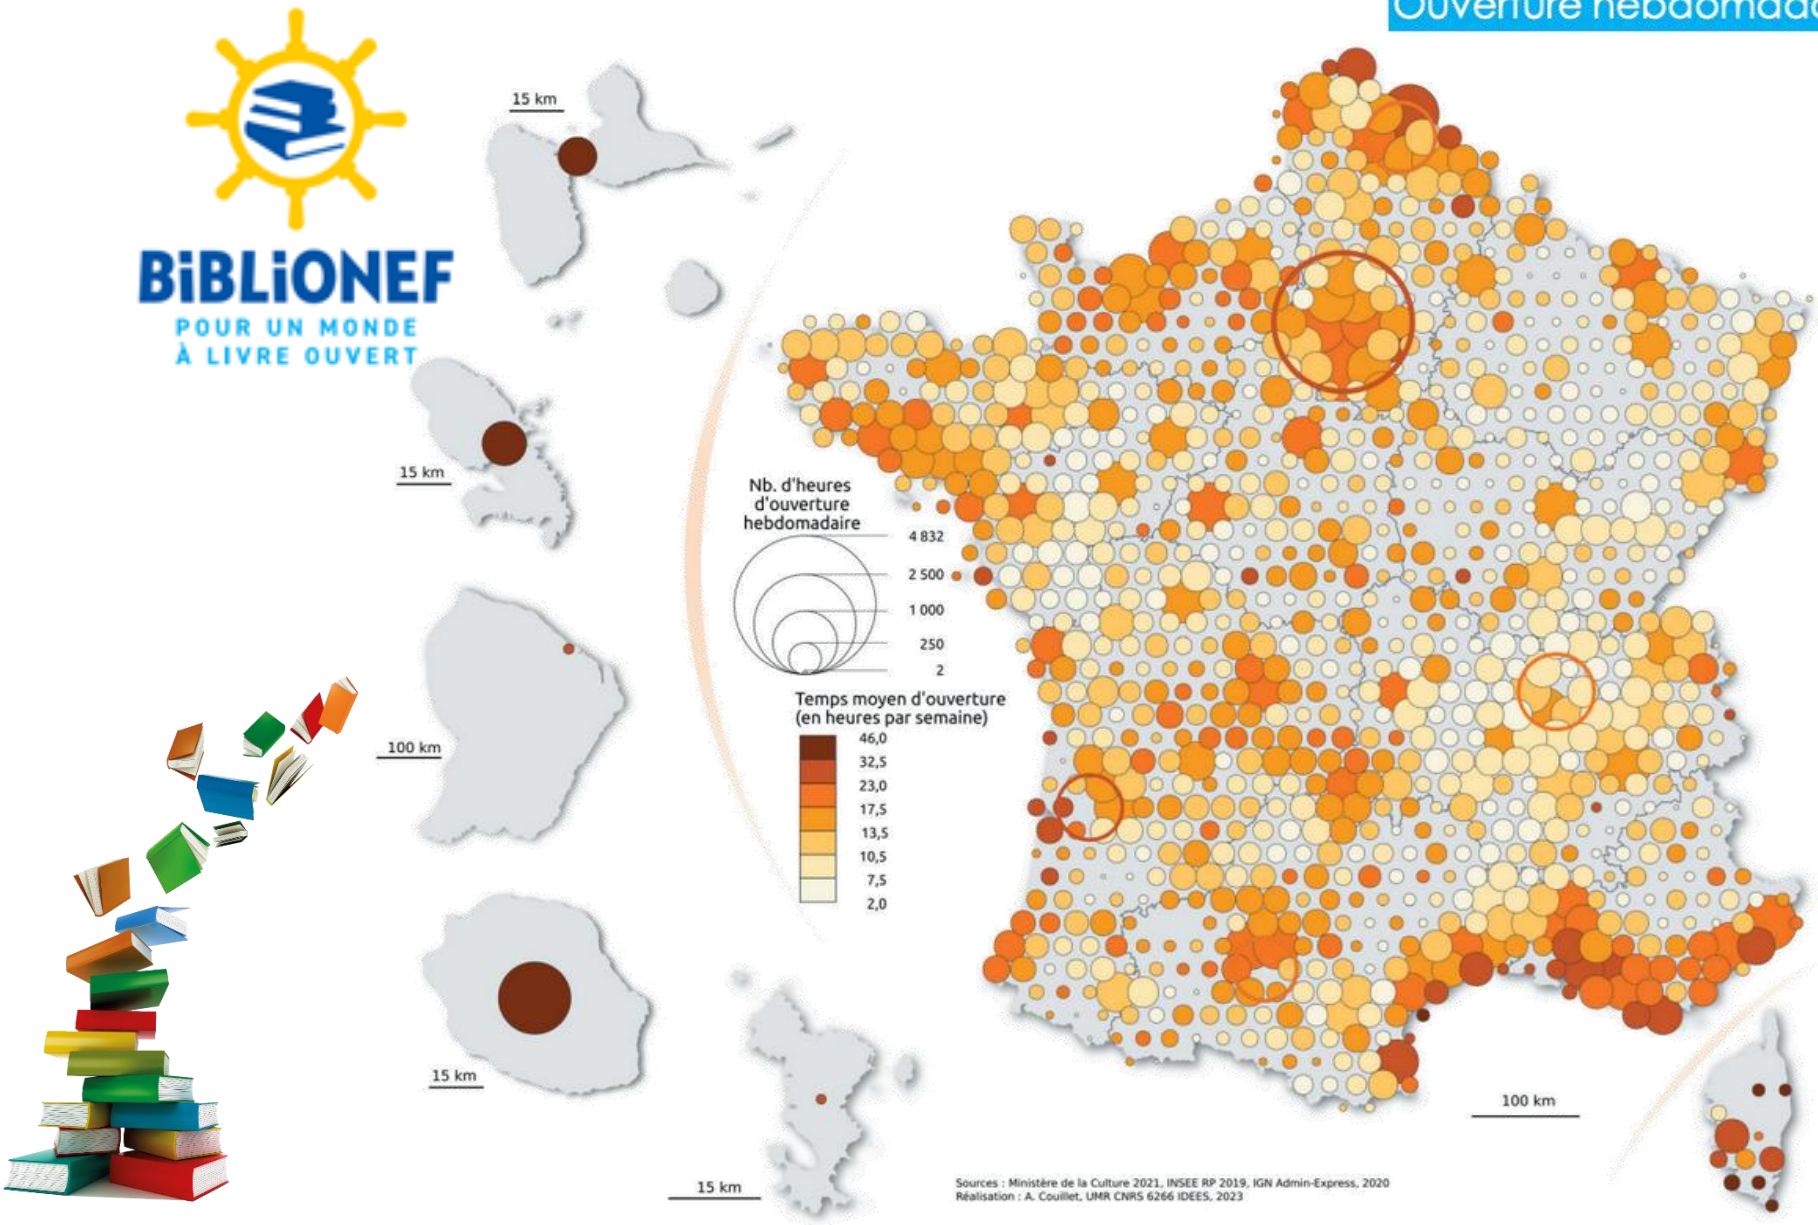 Ouverture hebdomada
BiBLiONEF
POUR UN MONDE
À LIVRE OUVERT
15 km
15 km
100 km
15 km
15 km
Nb. d'heures
d'ouverture
hebdomadaire
4 832
2 500
1 000
250
2
Temps moyen d'ouverture
(en heures par semaine)
46,0
32,5
23,0
17,5
13,5
10,5
7,5
2,0
100 km
Sources : Ministère de la Culture 2021, INSEE RP 2019, IGN Admin-Express, 2020
Réalisation : A. Couillet, UMR CNRS 6266 IDEES, 2023